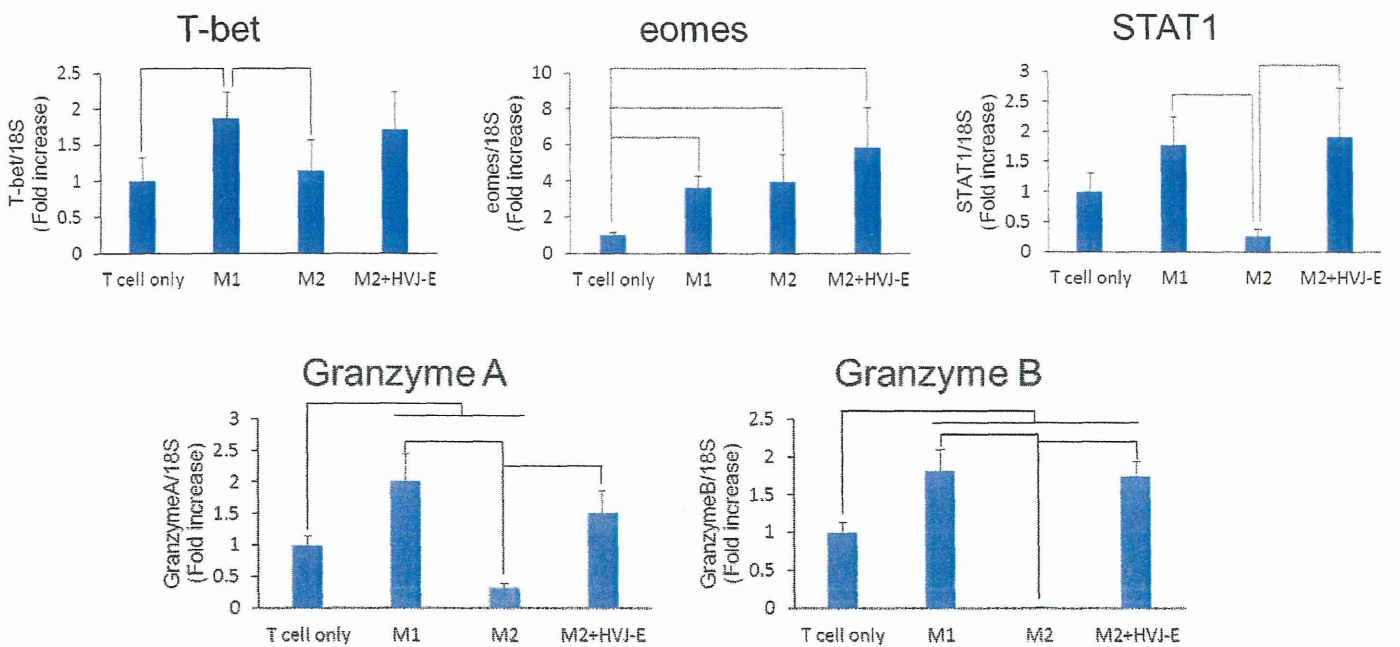 T-bet
T-bet/18S
(Fold increase)
2.5
2
1.5
1
0.5
0
T cell only M1 M2 M2+HVJ-E
eomes
eomes/18S
(Fold increase)
10
8
6
4
2
0
T cell only M1 M2 M2+HVJ-E
STAT1
STAT1/18S
(Fold increase)
3
2.5
2
1.5
1
0.5
0
T cell only M1 M2 M2+HVJ-E
Granzyme A
GranzymeA/18S
(Fold increase)
3
2.5
2
1.5
1
0.5
0
T cell only M1 M2 M2+HVJ-E
Granzyme B
GranzymeB/18S
(Fold increase)
2.5
2
1.5
1
0.5
0
T cell only M1 M2 M2+HVJ-E